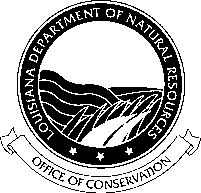 LOUISIANA DEPARTMENT OF NATURAL RESOURCES
OFFICE OF CONSERVATION